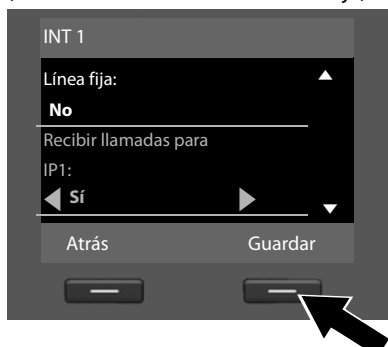 INT 1
Línea fija:
No
Recibir llamadas para
IP1:
Sí
Atrás Guardar